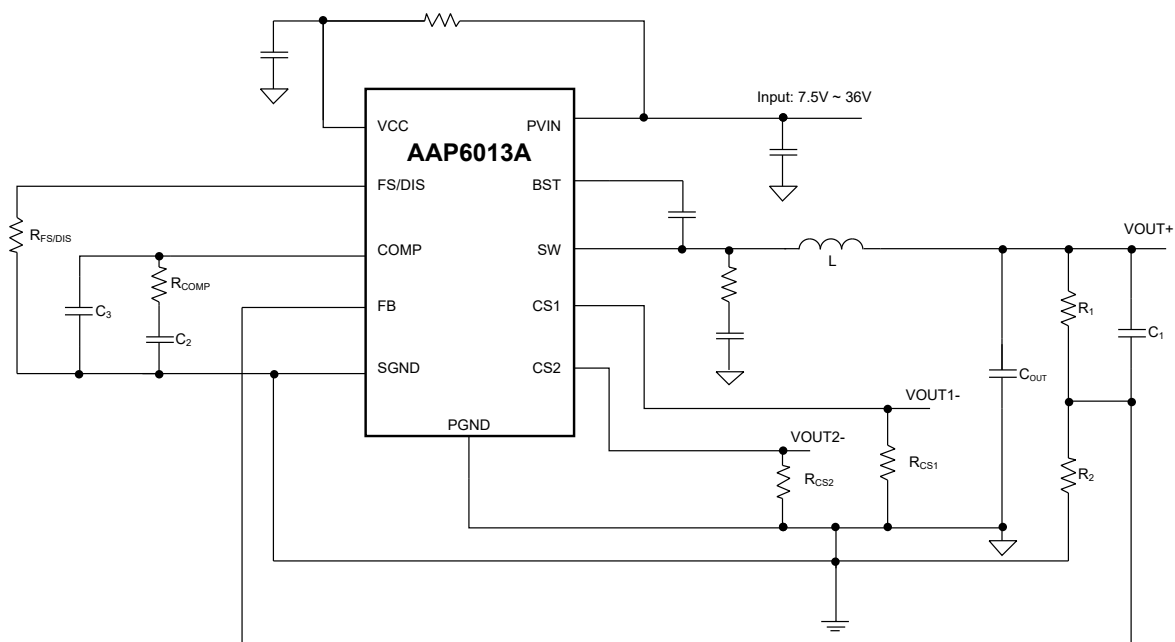 Input: 7.5V ~ 36V
VCC
PVIN
AAP6013A
FS/DIS
BST
R_FS/DIS
COMP
SW
VOUT+
L
R_COMP
FB
CS1
C_3
R_1
C_1
C_2
SGND
CS2
C_OUT
VOUT1-
PGND
VOUT2-
R_CS1
R_CS2
R_2